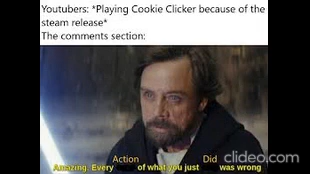 Youtubers: *Playing Cookie Clicker because of the
steam release*
The comments section:
Action Did
Amazing. Every of what you just was wrong
clideo.com